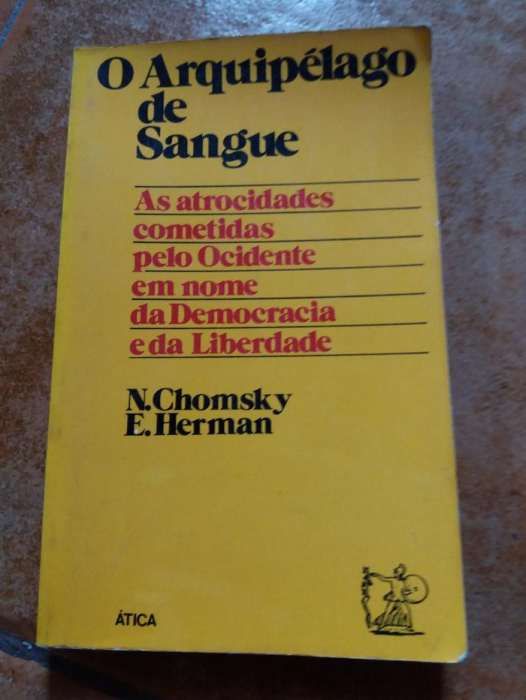 O Arquipélago
de
Sangue
As atrocidades
cometidas
pelo Ocidente
em nome
da Democracia
e da Liberdade
N. Chomsky
E. Herman
ÁTICA